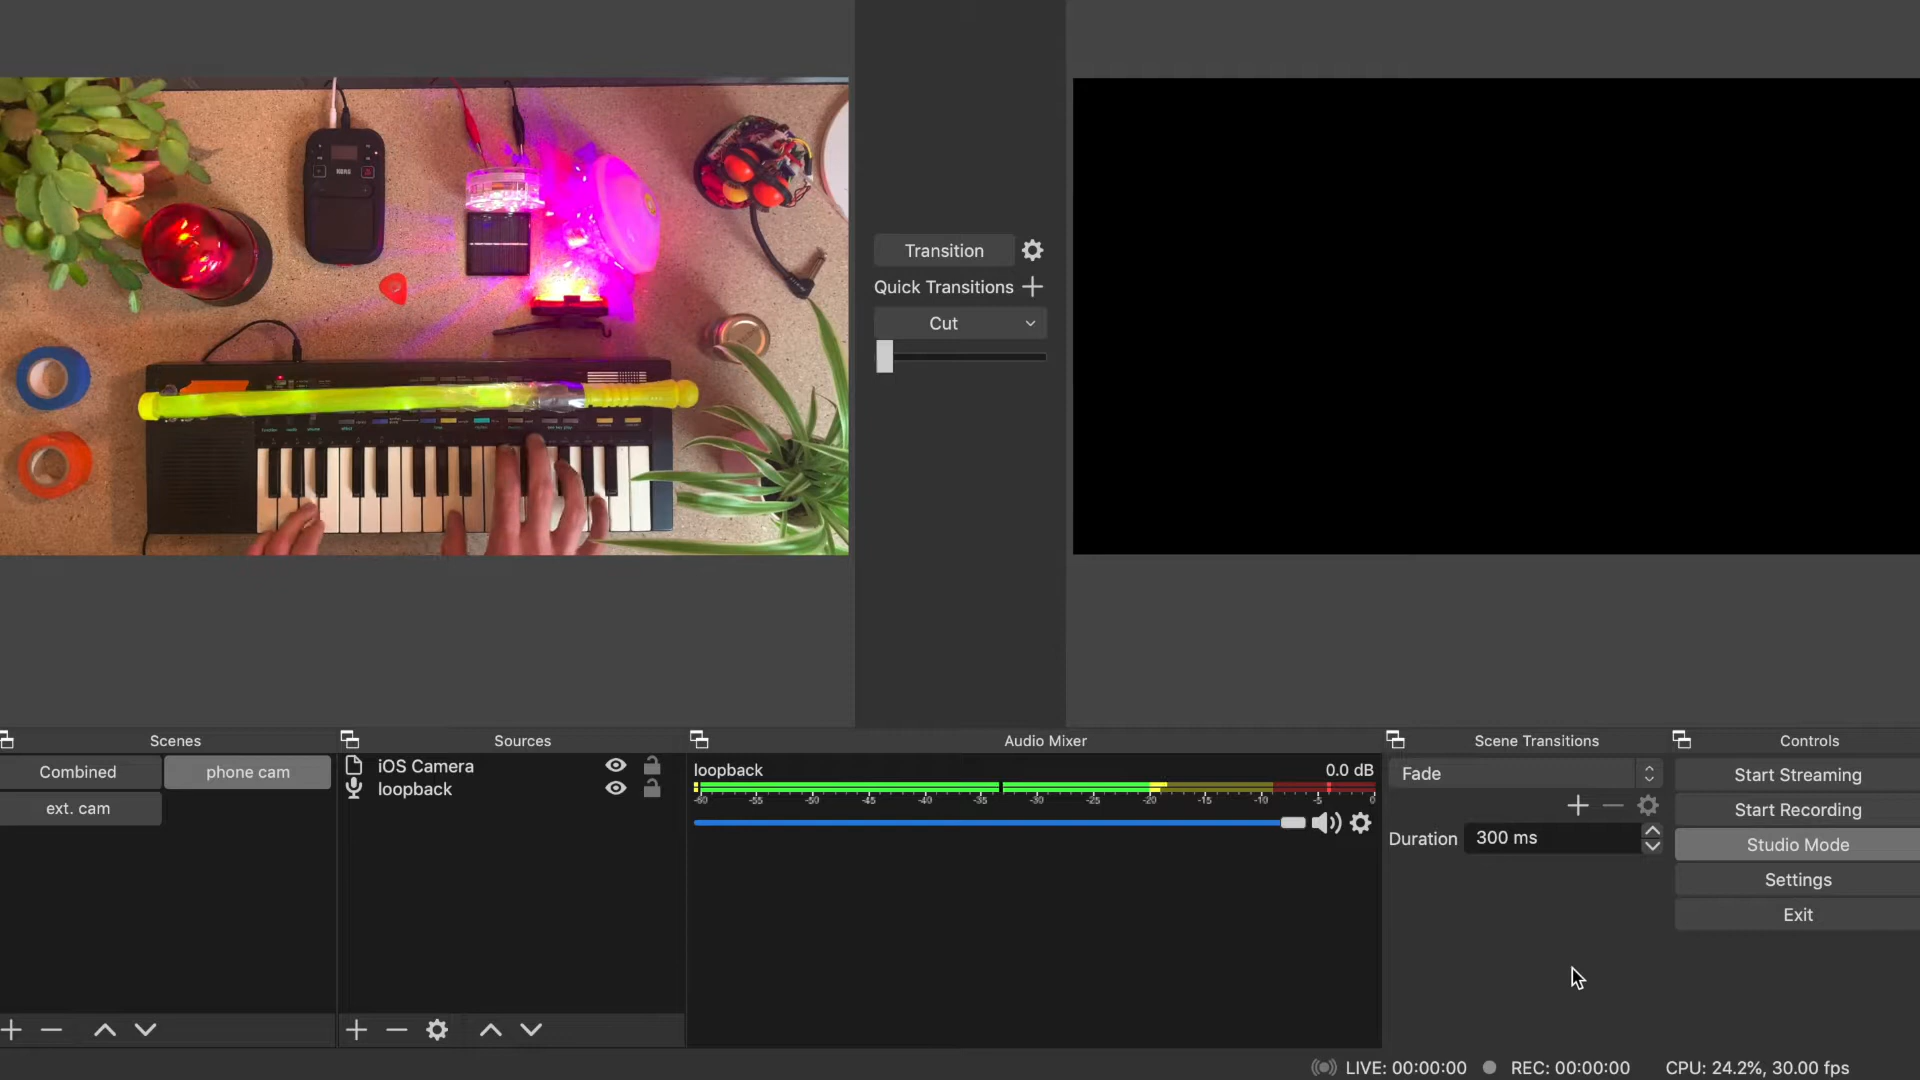 KORG
Transition
Quick Transitions
Cut
Scenes
Combined
phone cam
ext. cam
Sources
iOS Camera
loopback
Audio Mixer
loopback
0.0 dB
-60 -55 -50 -45 -40 -35 -30 -25 -20 -15 -10 -5 0
Scene Transitions
Fade
Duration
300 ms
Controls
Start Streaming
Start Recording
Studio Mode
Settings
Exit
LIVE: 00:00:00
REC: 00:00:00
CPU: 24.2%, 30.00 fps